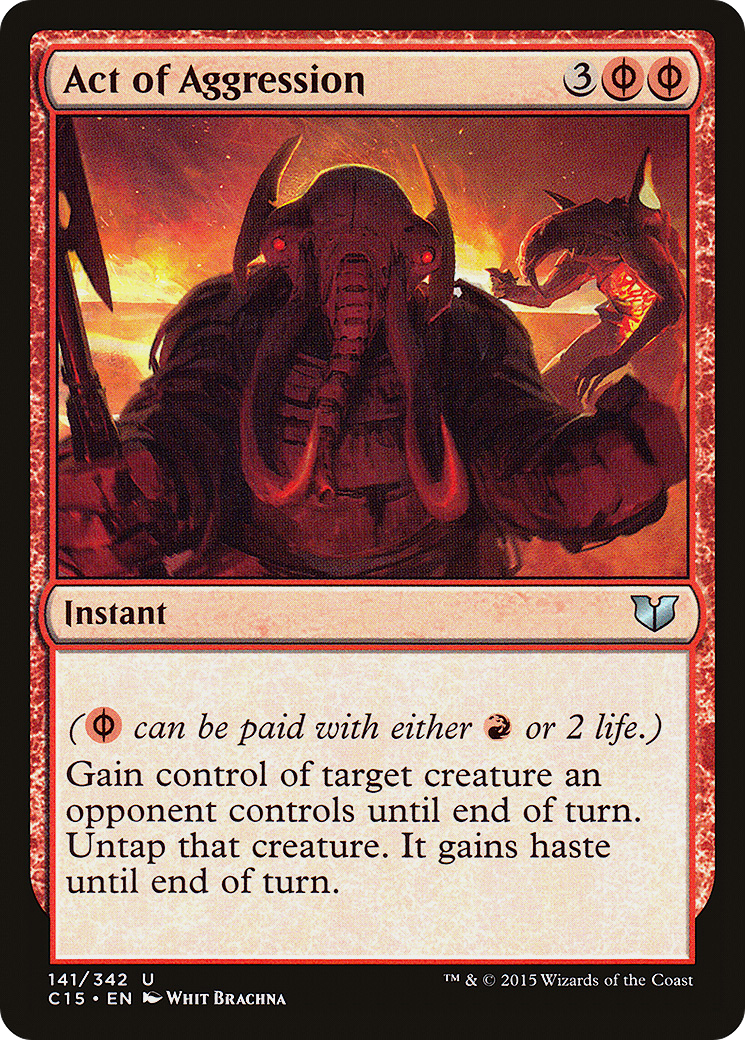 Act of Aggression 3
Instant
( can be paid with either or 2 life.)
Gain control of target creature an
opponent controls until end of turn.
Untap that creature. It gains haste
until end of turn.
141/342 U
C15 • EN Whit Brachna
™ & © 2015 Wizards of the Coast